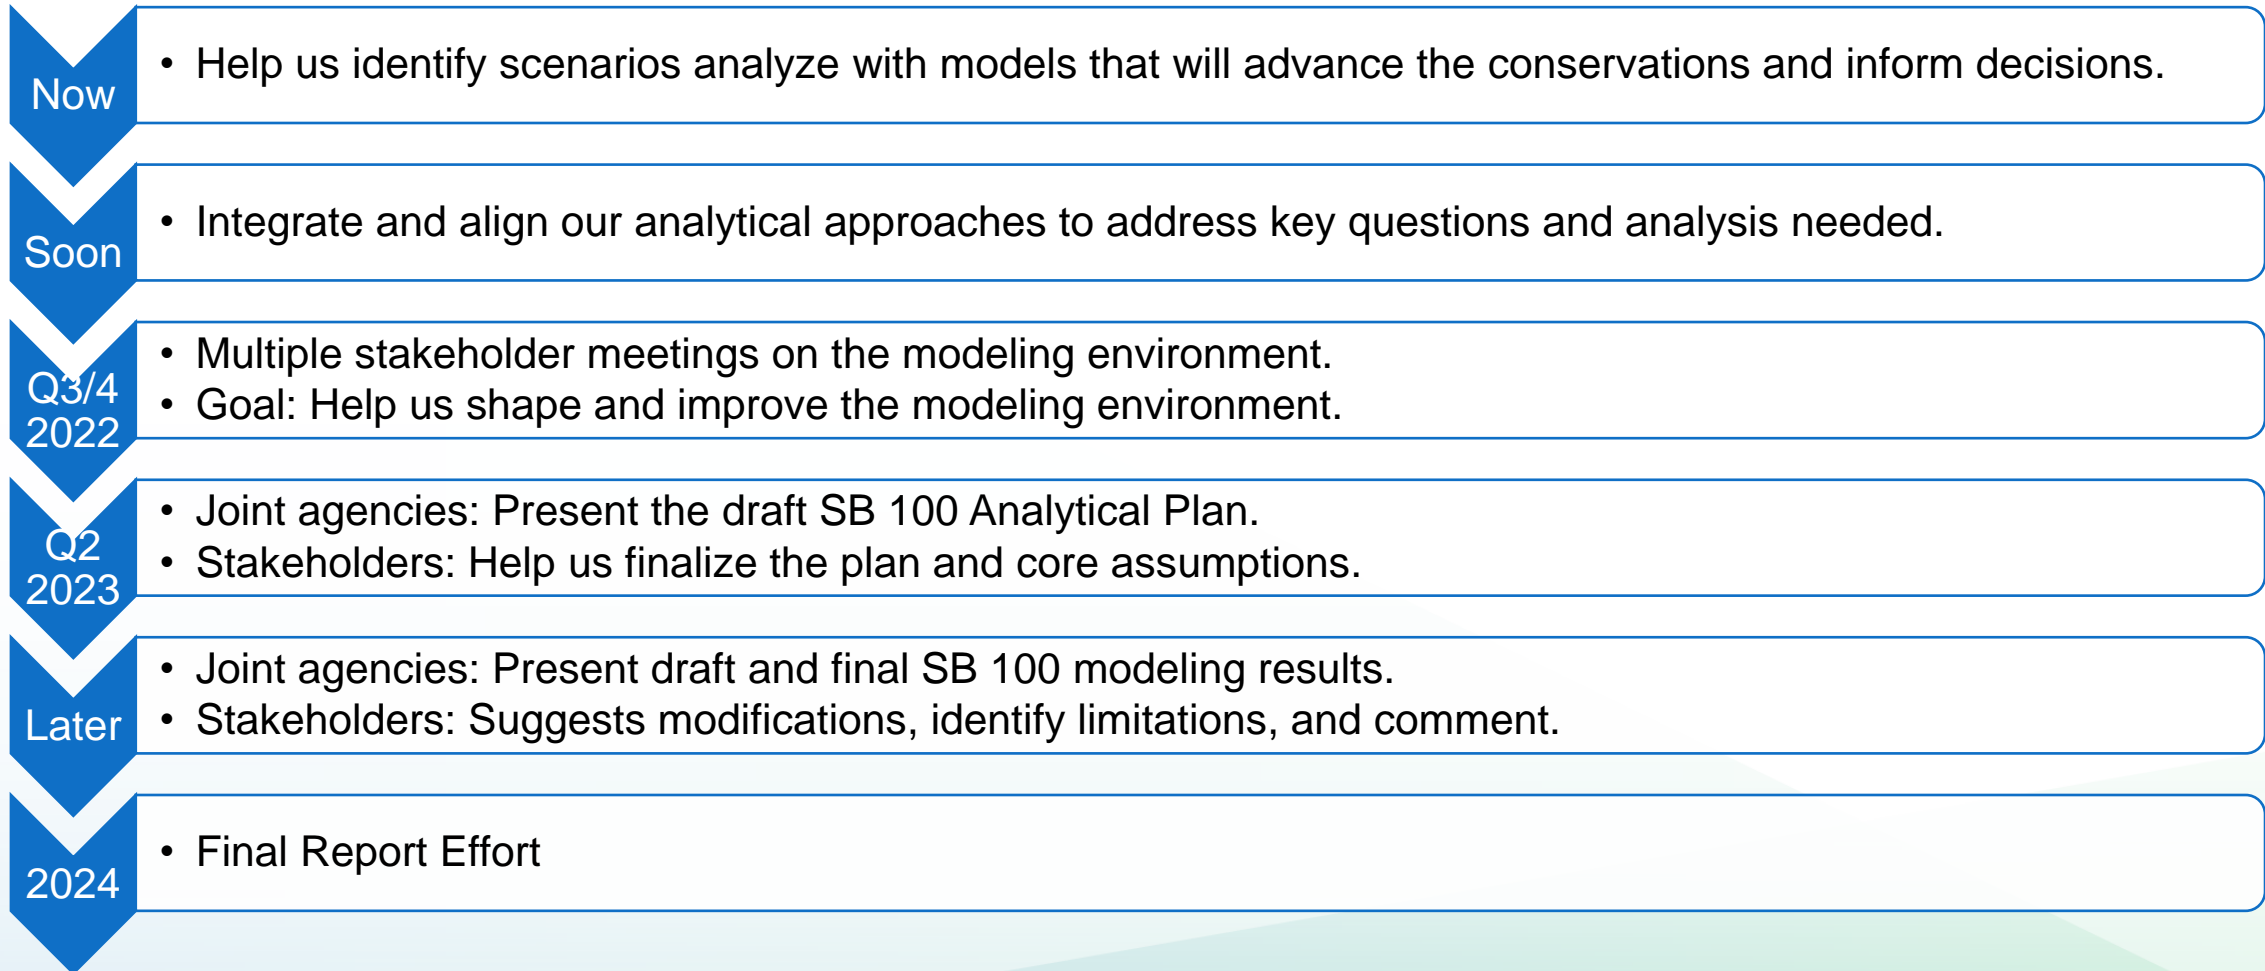 Now
• Help us identify scenarios analyze with models that will advance the conservations and inform decisions.
Soon
• Integrate and align our analytical approaches to address key questions and analysis needed.
Q3/4
2022
• Multiple stakeholder meetings on the modeling environment.
• Goal: Help us shape and improve the modeling environment.
Q2
2023
• Joint agencies: Present the draft SB 100 Analytical Plan.
• Stakeholders: Help us finalize the plan and core assumptions.
Later
• Joint agencies: Present draft and final SB 100 modeling results.
• Stakeholders: Suggests modifications, identify limitations, and comment.
2024
• Final Report Effort